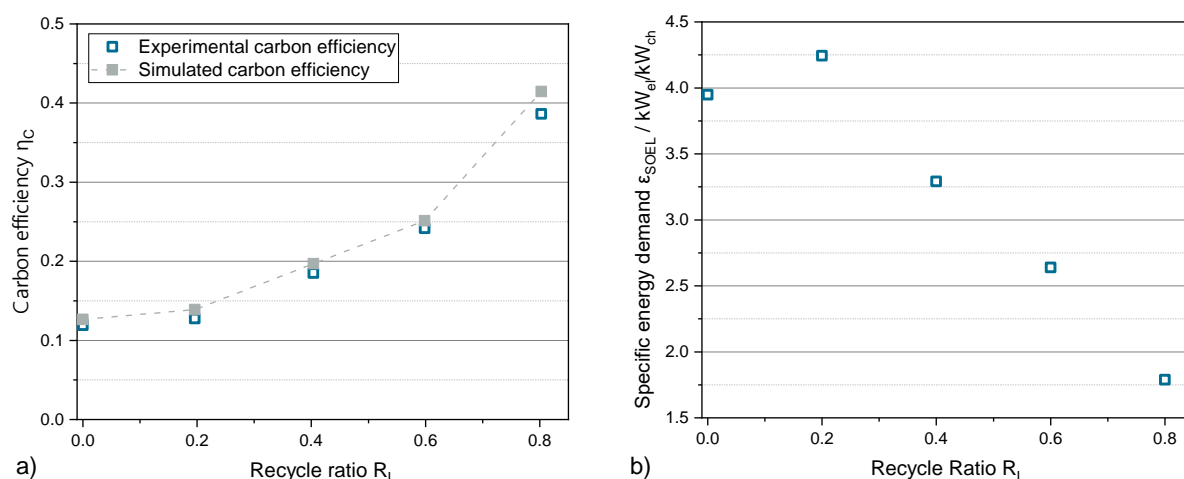 Experimental carbon efficiency
Simulated carbon efficiency
Carbon efficiency η_C
0.5
0.4
0.3
0.2
0.1
0.0
0.0 0.2 0.4 0.6 0.8
a) Recycle ratio R_L
Specific energy demand ε_SOEL / kW_el/kW_ch
4.5
4.0
3.5
3.0
2.5
2.0
1.5
0.0 0.2 0.4 0.6 0.8
b) Recycle Ratio R_L